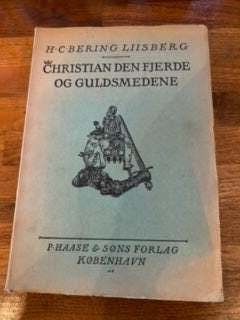 H·C BERING LIISBERG
CHRISTIAN DEN FJERDE
OG GULDSMEDENE
P·HAASE & SØNS FORLAG
KØBENHAVN